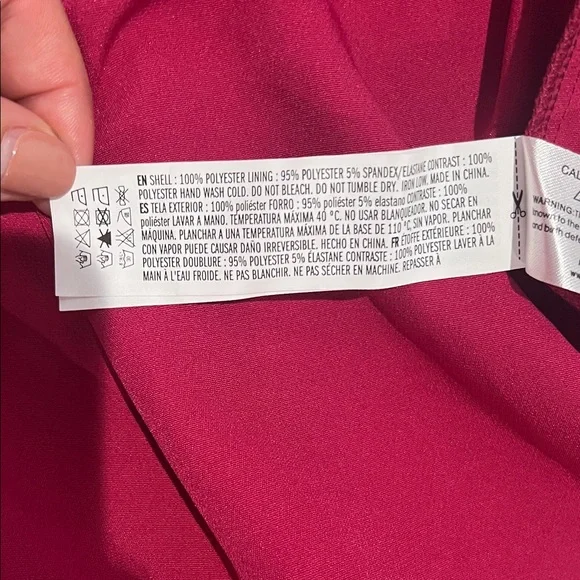 EN SHELL : 100% POLYESTER LINING : 95% POLYESTER 5% SPANDEX/ELASTANE CONTRAST : 100%
POLYESTER HAND WASH COLD. DO NOT BLEACH. DO NOT TUMBLE DRY. IRON LOW. MADE IN CHINA.
ES TELA EXTERIOR : 100% poliéster FORRO : 95% poliéster 5% elastano CONTRASTE : 100%
poliéster LAVAR A MANO. TEMPERATURA MÁXIMA 40 °C. NO USAR BLANQUEADOR. NO SECAR EN
MÁQUINA. PLANCHAR A UNA TEMPERATURA MÁXIMA DE LA BASE DE 110 °C, SIN VAPOR. PLANCHAR
CON VAPOR PUEDE CAUSAR DAÑO IRREVERSIBLE. HECHO EN CHINA. FR ÉTOFFE EXTÉRIEURE : 100%
POLYESTER DOUBLURE : 95% POLYESTER 5% ÉLASTANE CONTRASTE : 100% POLYESTER LAVER À LA
MAIN À L'EAU FROIDE. NE PAS BLANCHIR. NE PAS SÉCHER EN MACHINE. REPASSER À
WARNING:
known to the
and birth